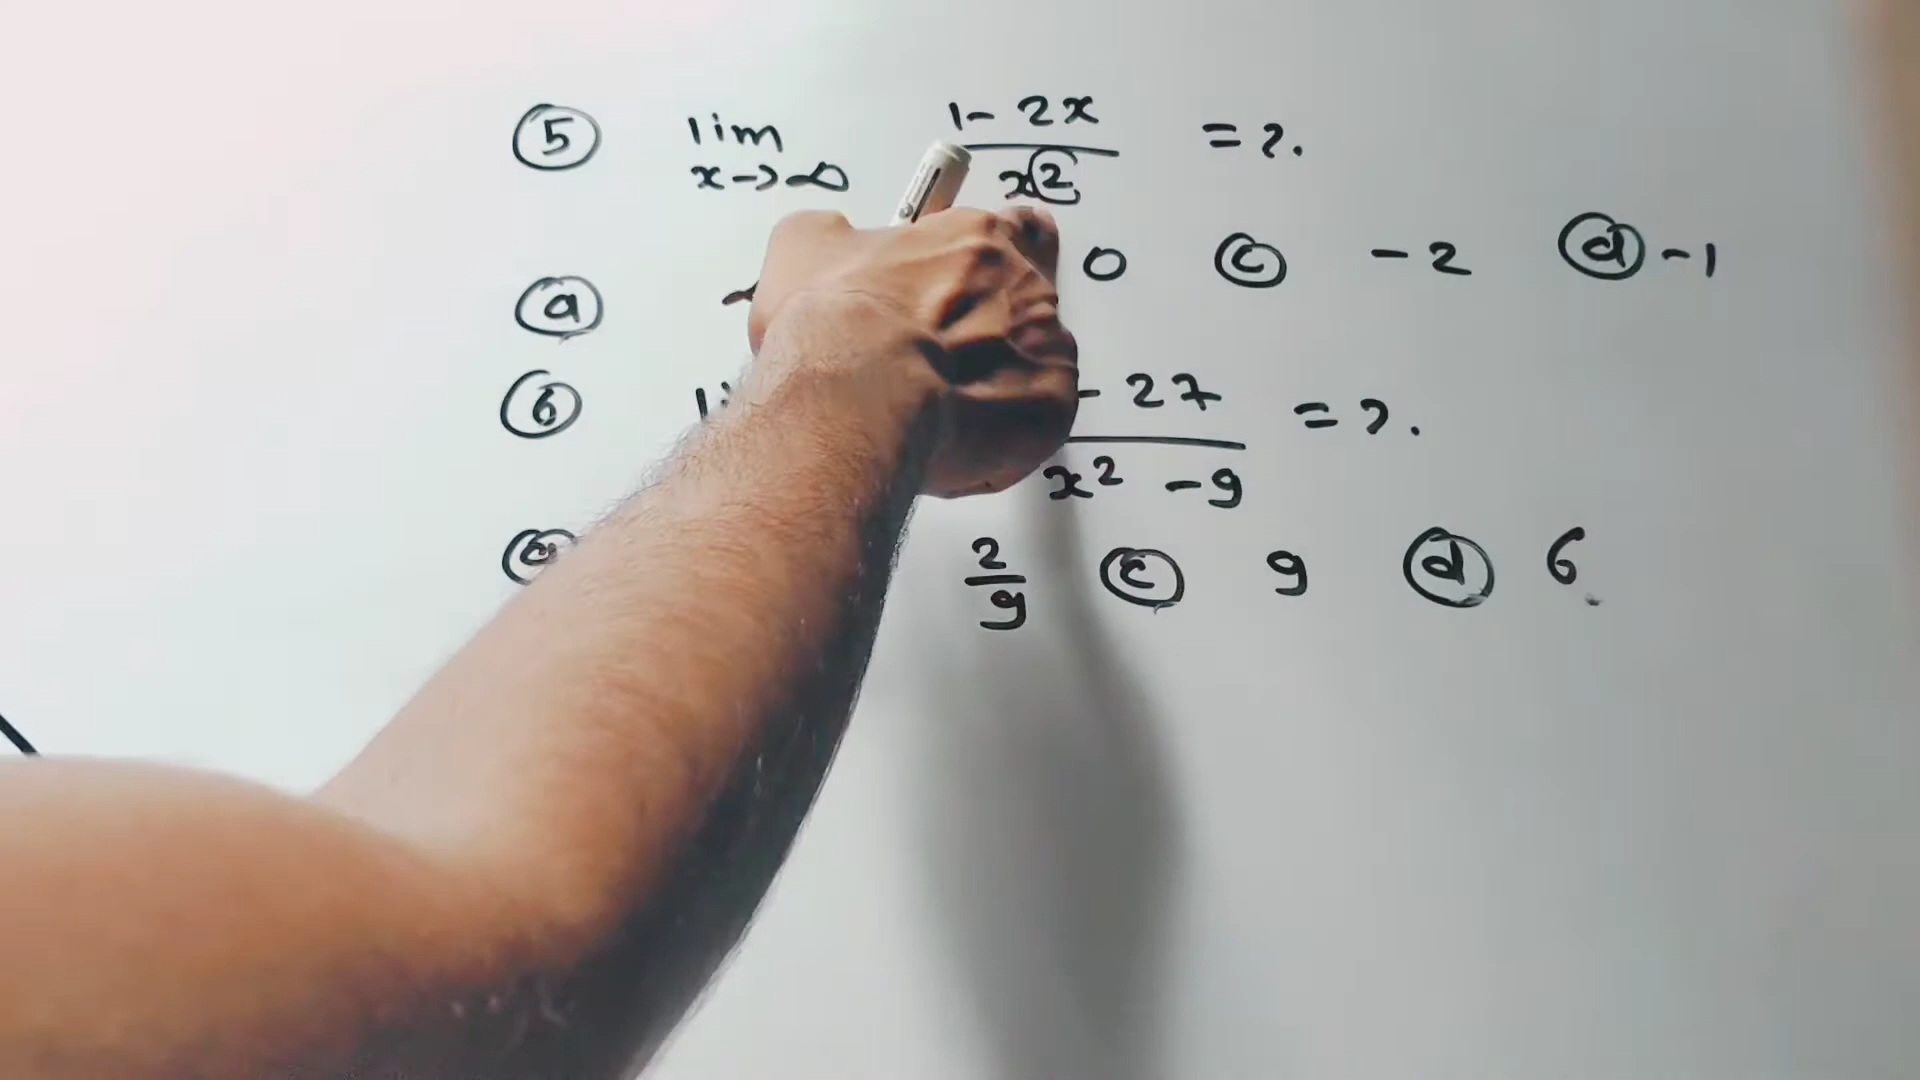 5 lim 1 - 2x = ?.
x → ∞ x²
a 0 c - 2 d - 1
6 - 27 = ?.
x² - 9
a 2/9 c 9 d 6